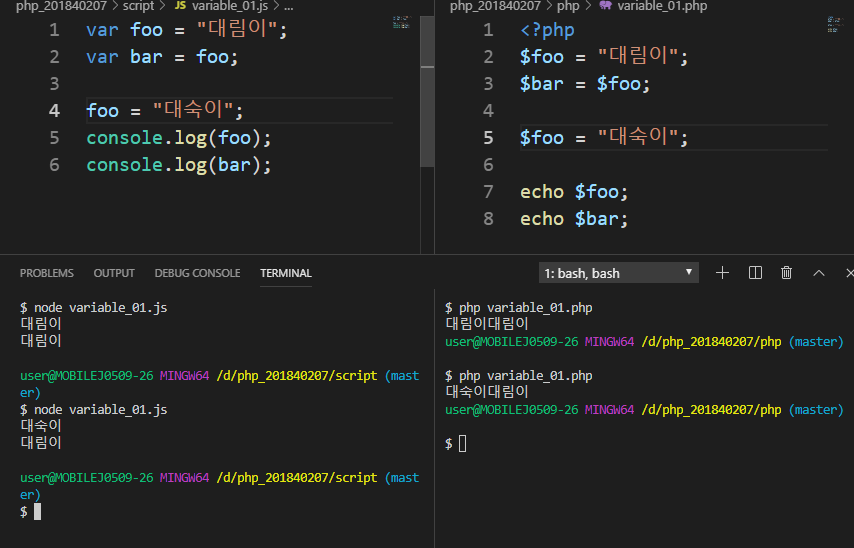 php_201840207 > script > JS variable_01.js > ...
1 var foo = "대림이";
2 var bar = foo;
3
4 foo = "대숙이";
5 console.log(foo);
6 console.log(bar);
php_201840207 > php > variable_01.php
1 <?php
2 $foo = "대림이";
3 $bar = $foo;
4
5 $foo = "대숙이";
6
7 echo $foo;
8 echo $bar;
PROBLEMS OUTPUT DEBUG CONSOLE TERMINAL
1: bash, bash
$ node variable_01.js
대림이
대림이
user@MOBILEJ0509-26 MINGW64 /d/php_201840207/script (mast
er)
$ node variable_01.js
대숙이
대림이
user@MOBILEJ0509-26 MINGW64 /d/php_201840207/script (mast
er)
$
$ php variable_01.php
대림이대림이
user@MOBILEJ0509-26 MINGW64 /d/php_201840207/php (master)
$ php variable_01.php
대숙이대림이
user@MOBILEJ0509-26 MINGW64 /d/php_201840207/php (master)
$